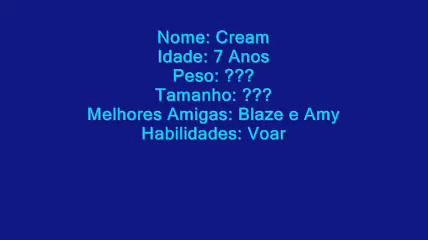 Nome: Cream
Idade: 7 Anos
Peso: ???
Tamanho: ???
Melhores Amigas: Blaze e Amy
Habilidades: Voar